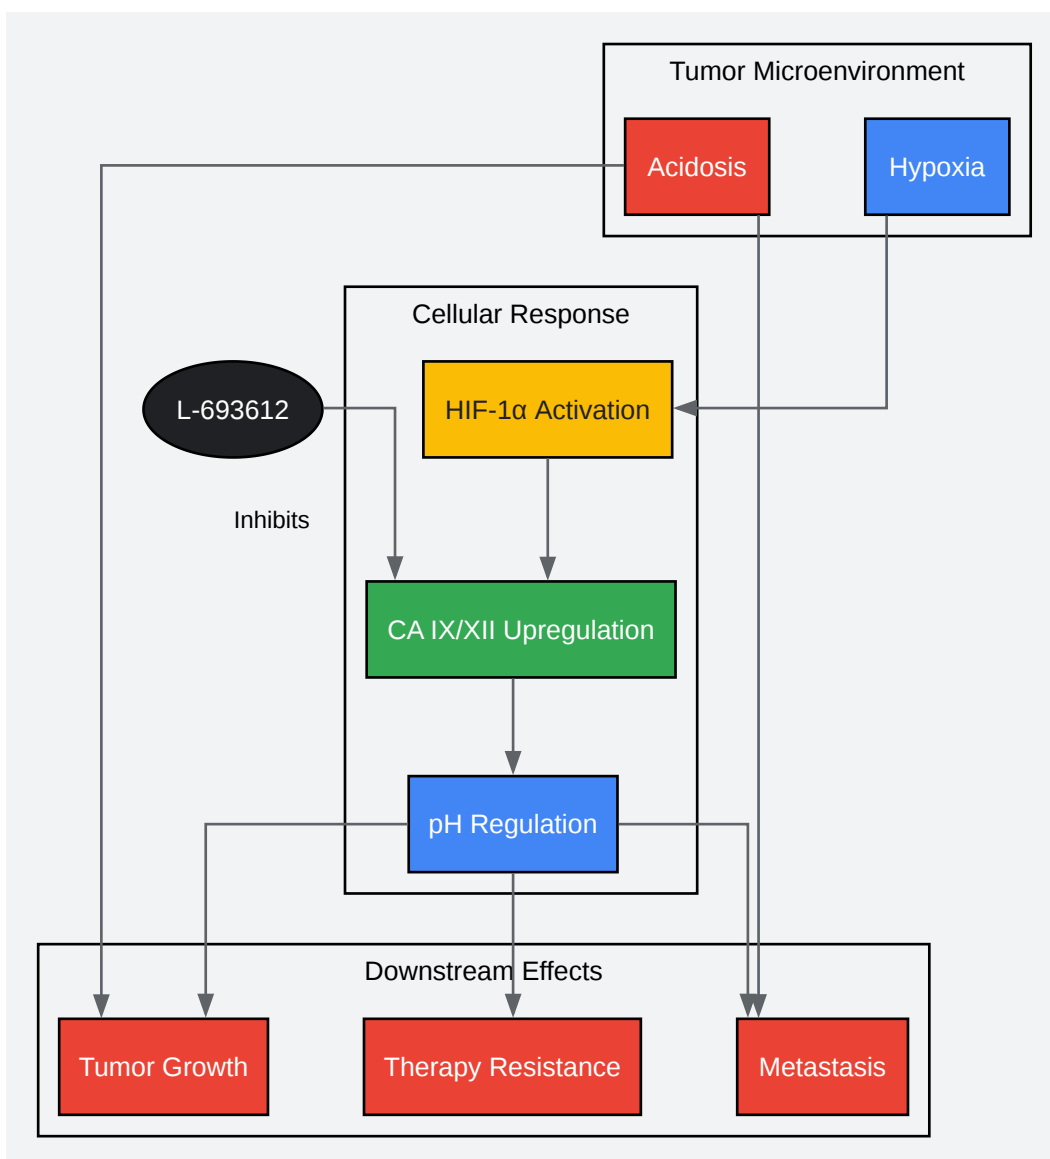 Tumor Microenvironment
Acidosis
Hypoxia
Cellular Response
L-693612
HIF-1α Activation
Inhibits
CA IX/XII Upregulation
pH Regulation
Downstream Effects
Tumor Growth
Therapy Resistance
Metastasis